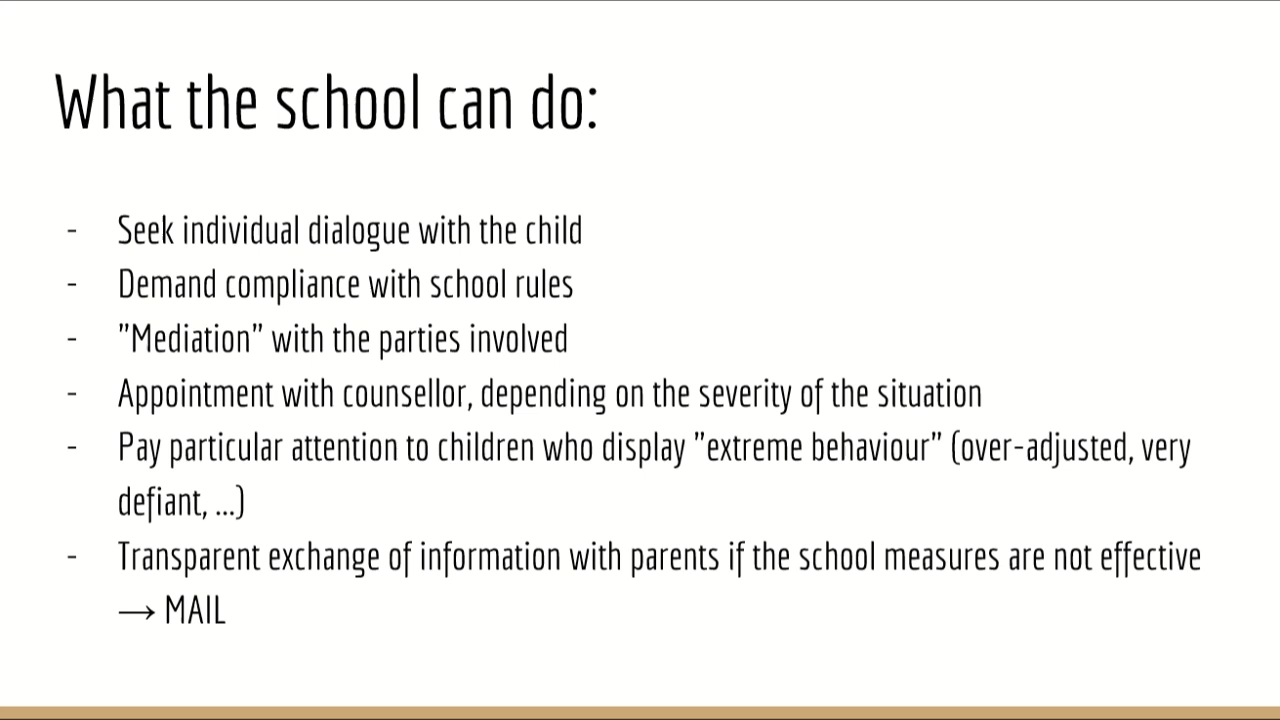 What the school can do:
- Seek individual dialogue with the child
- Demand compliance with school rules
- "Mediation" with the parties involved
- Appointment with counsellor, depending on the severity of the situation
- Pay particular attention to children who display "extreme behaviour" (over-adjusted, very
defiant, ...)
- Transparent exchange of information with parents if the school measures are not effective
→ MAIL